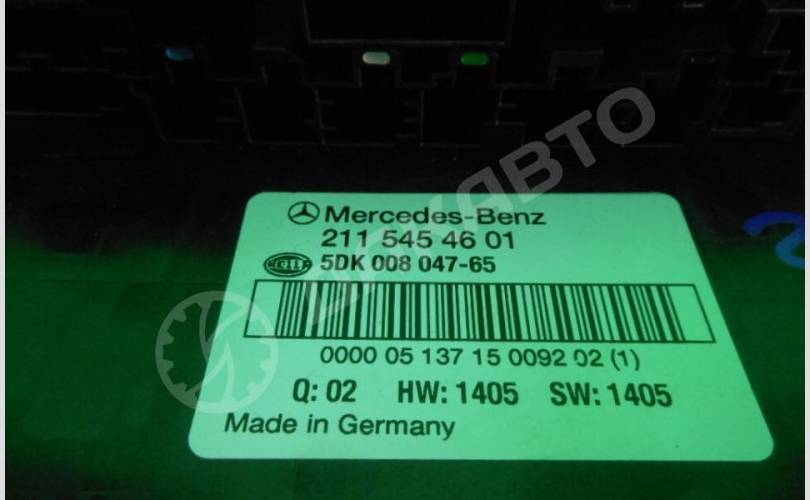 Mercedes-Benz
211 545 46 01
HELLA 5DK 008 047-65
0000 05 137 15 0092 02 (1)
Q: 02 HW: 1405 SW: 1405
Made in Germany